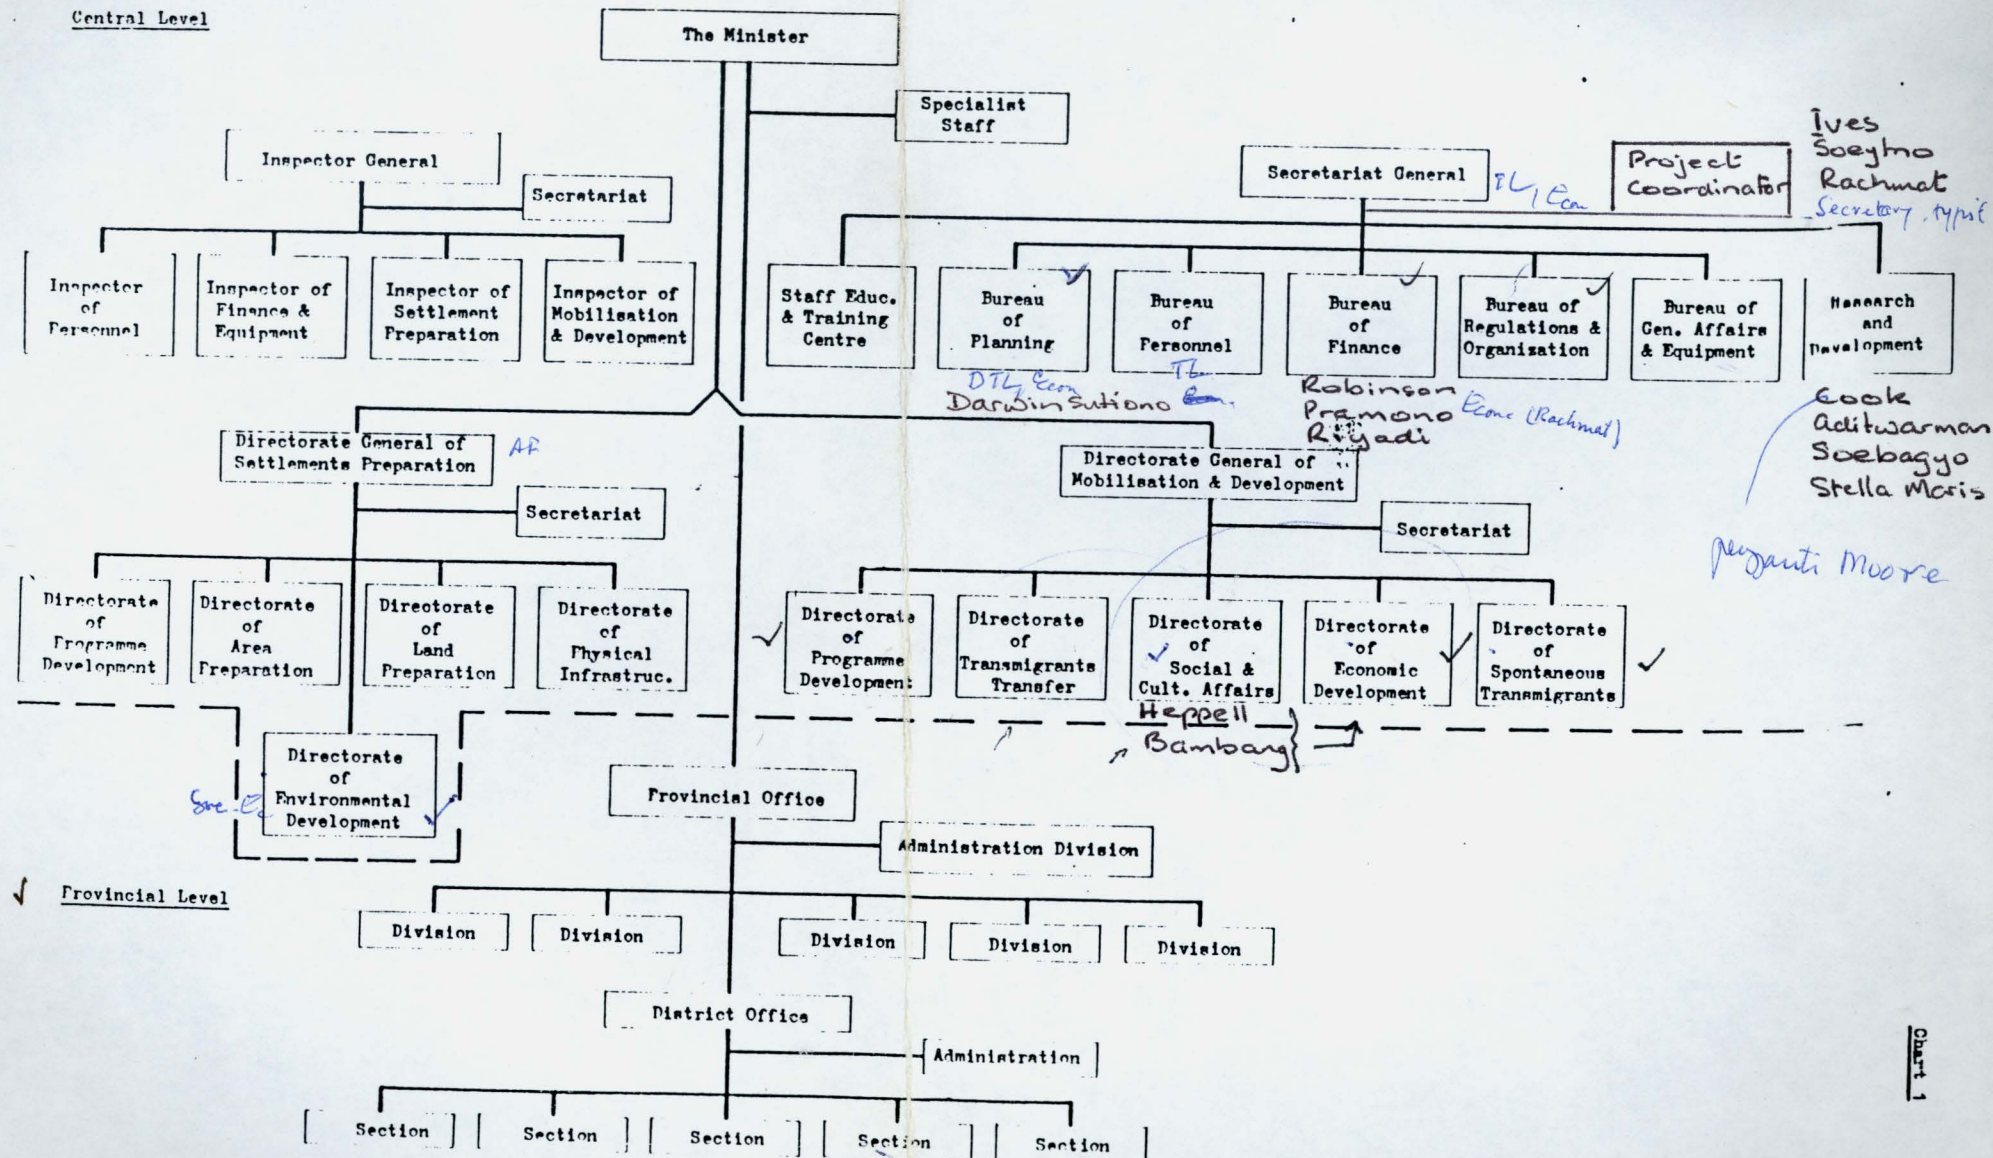 Central Level
The Minister
Specialist
Staff
Inspector General
Secretariat
Inspector
of
Personnel
Inspector of
Finance &
Equipment
Inspector of
Settlement
Preparation
Inspector of
Mobilisation
& Development
Secretariat General
TL, Econ
Project
Coordinator
Ives
Rachmat
Secretary, typist
Staff Educ.
& Training
Centre
Bureau
of
Planning
DTL, Econ
Darwin Sutiono
Bureau
of
Personnel
TL
Bureau
of
Finance
Robinson
Pramono
Riyadi
Econ (Rachmat)
Bureau of
Regulations &
Organization
Bureau of
Gen. Affairs
& Equipment
Research
and
Development
Cook
Aditwarman
Soebagyo
Stella Maris
Moore
Directorate General of
Settlements Preparation
AF
Secretariat
Directorate
of
Programme
Development
Directorate
of
Area
Preparation
Directorate
of
Land
Preparation
Directorate
of
Physical
Infrastruc.
Directorate
of
Environmental
Development
Directorate General of
Mobilisation & Development
Secretariat
Directorate
of
Programme
Development
Directorate
of
Transmigrants
Transfer
Directorate
of
Social &
Cult. Affairs
Heppell
Bambang
Directorate
of
Economic
Development
Directorate
of
Spontaneous
Transmigrants
Provincial Level
Provincial Office
Administration Division
Division
Division
Division
Division
Division
District Office
Administration
Section
Section
Section
Section
Section
Chart 1